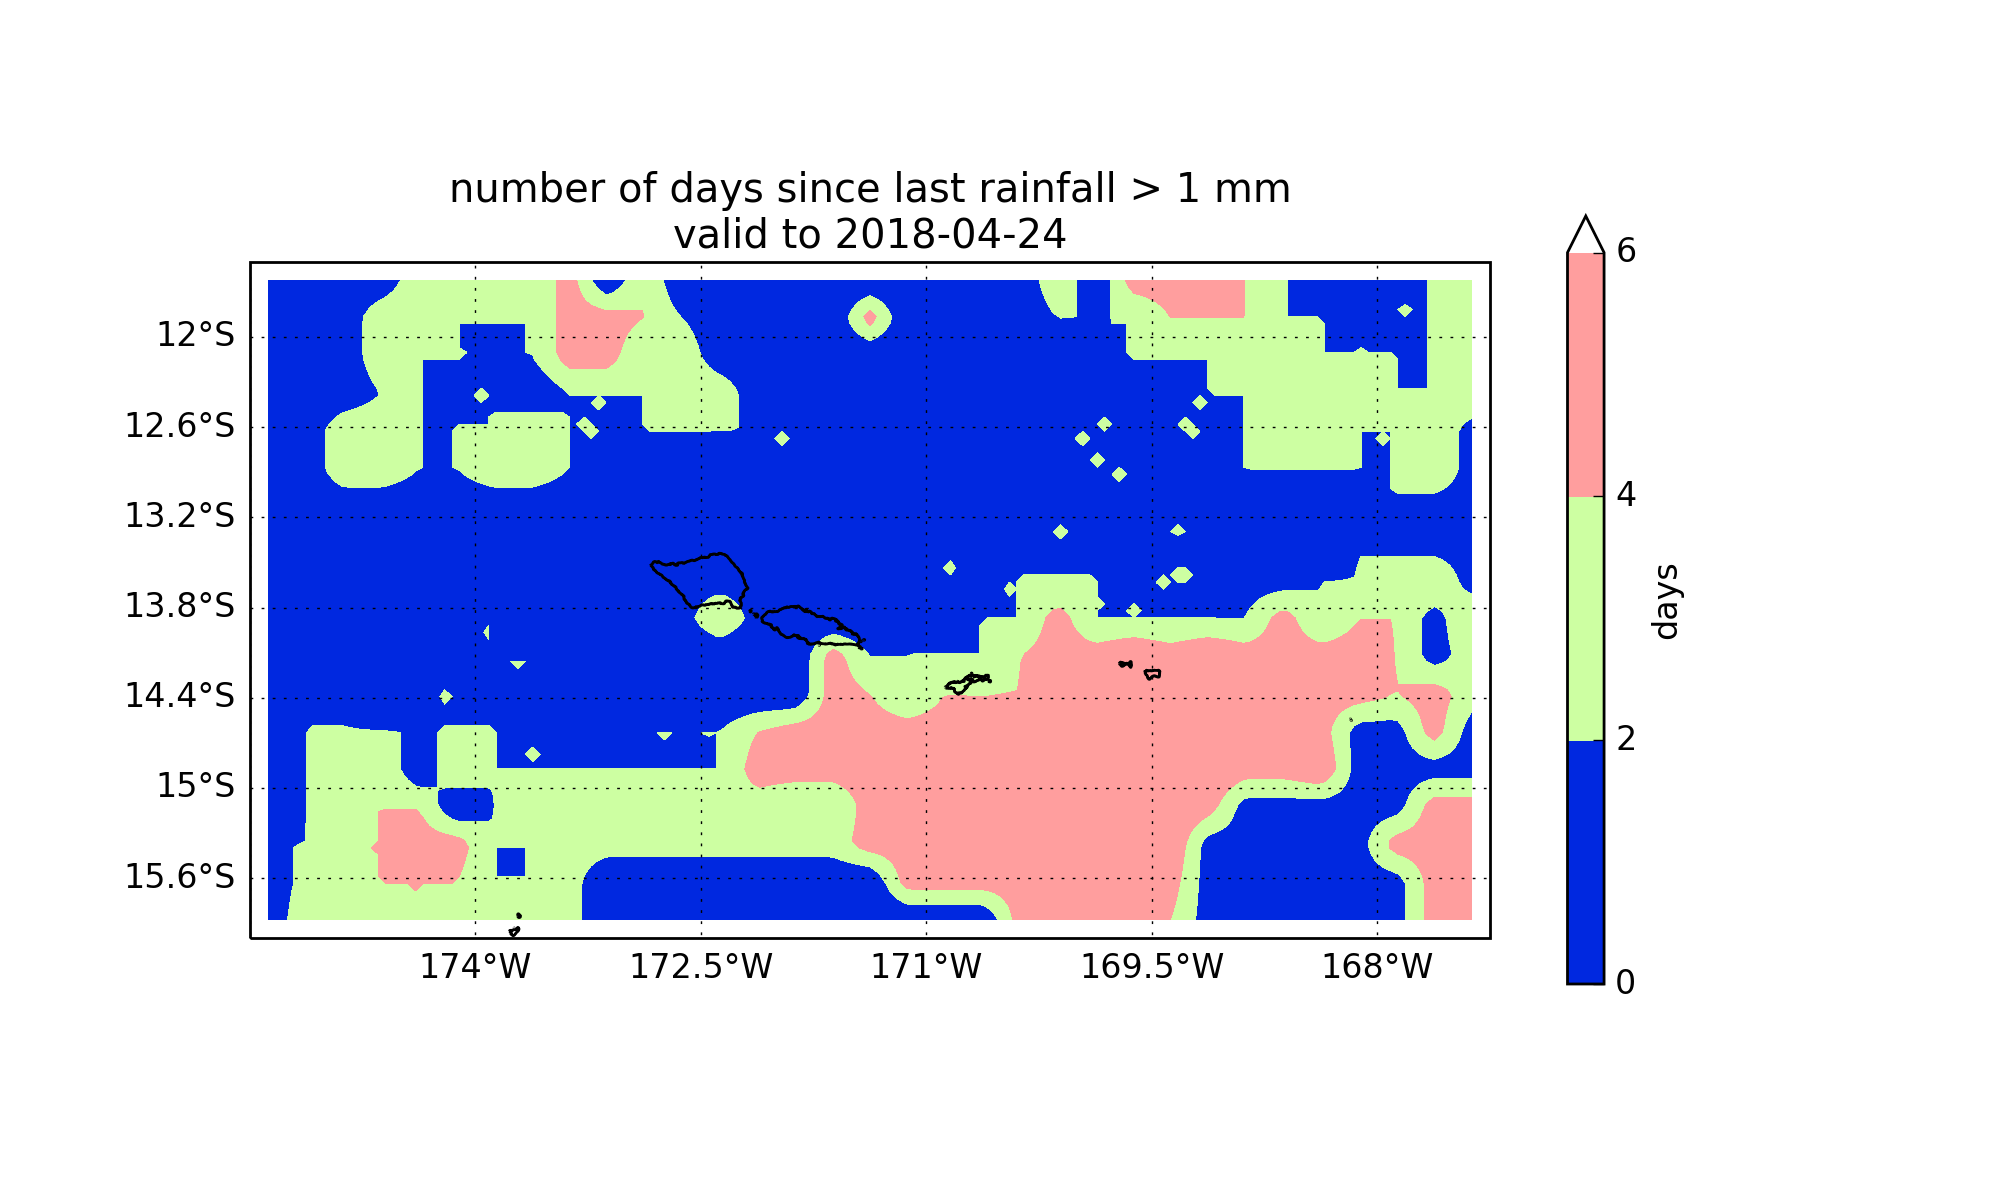 number of days since last rainfall > 1 mm
valid to 2018-04-24
12°S
12.6°S
13.2°S
13.8°S
14.4°S
15°S
15.6°S
174°W 172.5°W 171°W 169.5°W 168°W
6
4
2
0
days